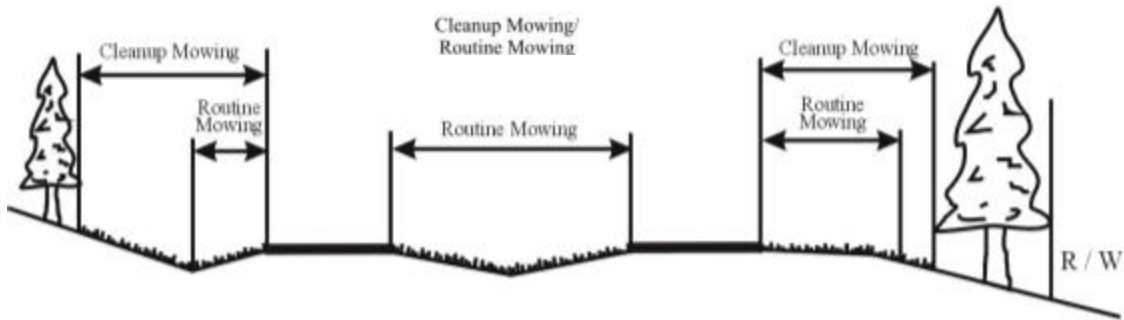 Cleanup Mowing/
Routine Mowing
Cleanup Mowing
Cleanup Mowing
Routine
Mowing
Routine Mowing
Routine
Mowing
R / W